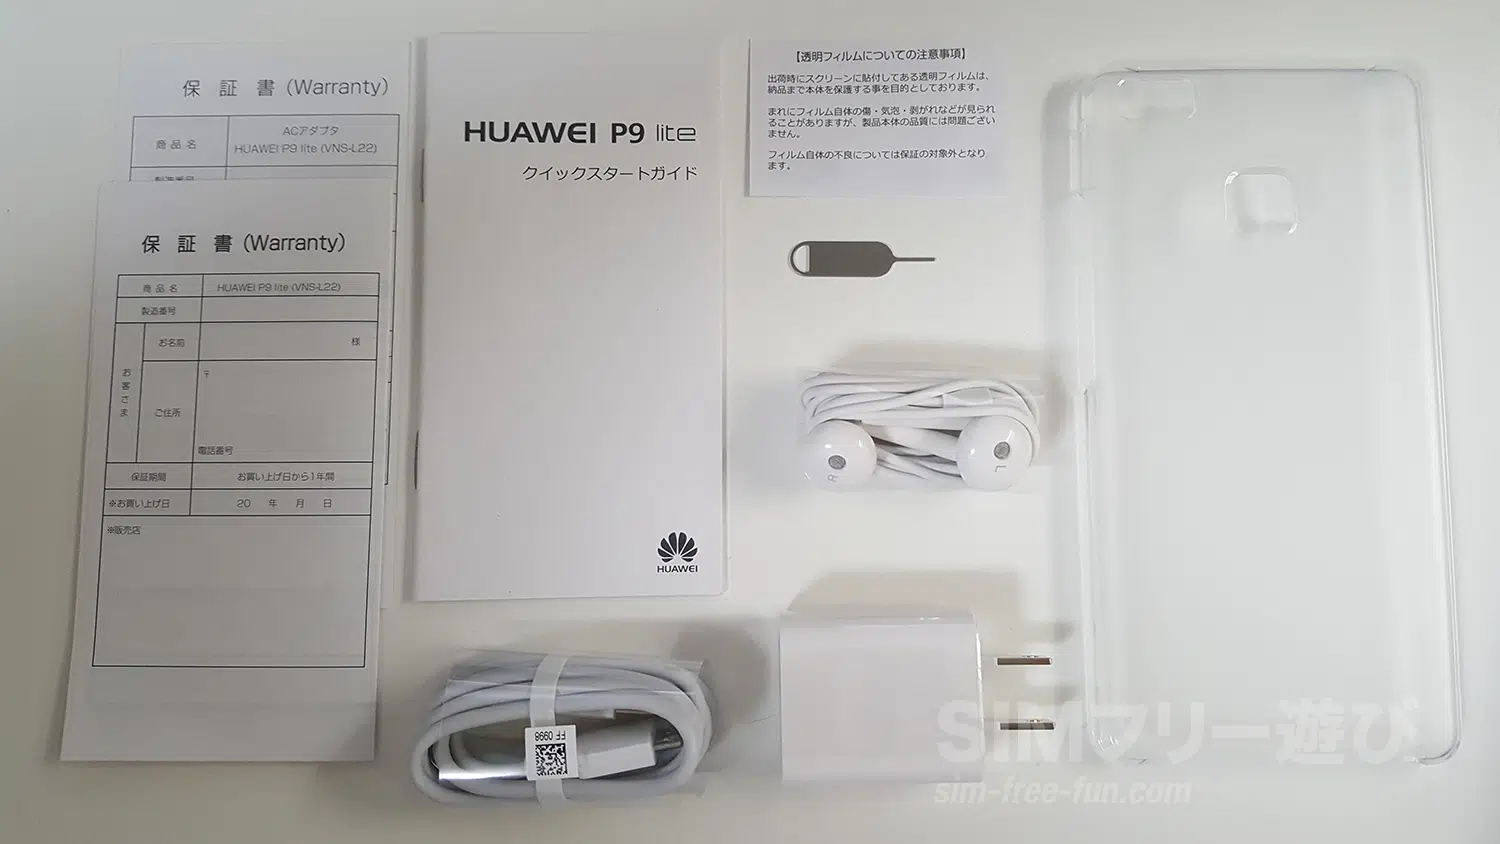 保 証 書 (Warranty)
商 品 名
ACアダプタ
HUAWEI P9 lite (VNS-L22)
製造番号
保 証 書 (Warranty)
商 品 名 HUAWEI P9 lite (VNS-L22)
製造番号
お客さま
お名前 様
〒
ご住所
電話番号
保証期間 お買い上げ日から1年間
※お買い上げ日 20 年 月 日
※販売店
HUAWEI P9 lite
クイックスタートガイド
HUAWEI
【透明フィルムについての注意事項】
出荷時にスクリーンに貼付してある透明フィルムは、
納品まで本体を保護する事を目的としております。
まれにフィルム自体の傷・気泡・剥がれなどが見られ
ることがありますが、製品本体の品質には問題ござい
ません。
フィルム自体の不良については保証の対象外となり
ます。
R
L
FF 0998
SIMマリー遊び
sim-free-fun.com